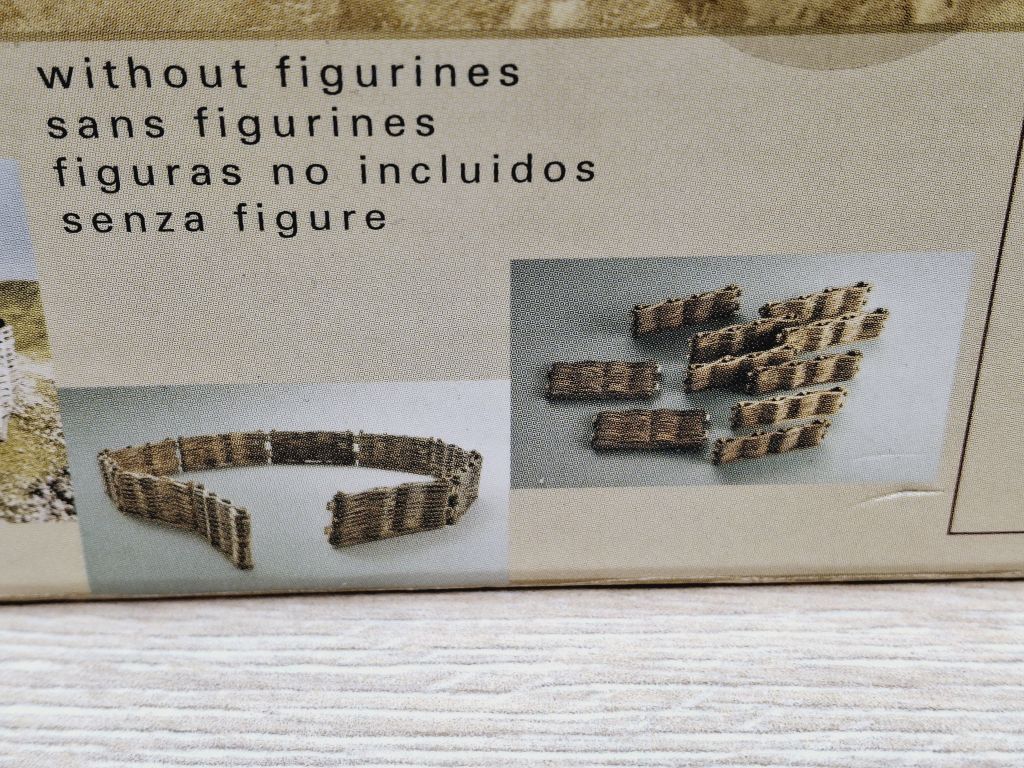 without figurines
sans figurines
figuras no incluidos
senza figure